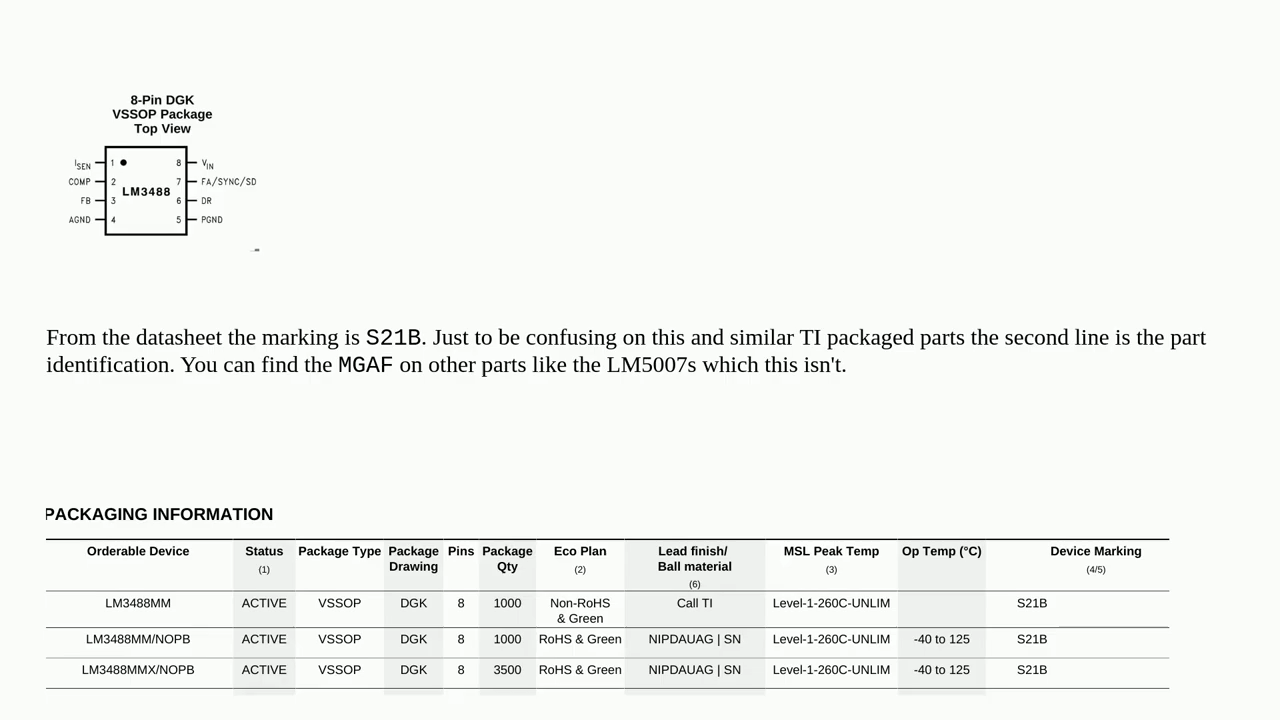 8-Pin DGK
VSSOP Package
Top View
ISEN 1 8 VIN
COMP 2 7 FA/SYNC/SD
LM3488
FB 3 6 DR
AGND 4 5 PGND
From the datasheet the marking is S21B. Just to be confusing on this and similar TI packaged parts the second line is the part
identification. You can find the MGAF on other parts like the LM5007s which this isn't.
PACKAGING INFORMATION
Orderable Device Status Package Type Package Pins Package Eco Plan Lead finish/ MSL Peak Temp Op Temp (°C) Device Marking
(1) Drawing Qty (2) Ball material (3) (4/5)
(6)
LM3488MM ACTIVE VSSOP DGK 8 1000 Non-RoHS Call TI Level-1-260C-UNLIM S21B
& Green
LM3488MM/NOPB ACTIVE VSSOP DGK 8 1000 RoHS & Green NIPDAUAG | SN Level-1-260C-UNLIM -40 to 125 S21B
LM3488MMX/NOPB ACTIVE VSSOP DGK 8 3500 RoHS & Green NIPDAUAG | SN Level-1-260C-UNLIM -40 to 125 S21B